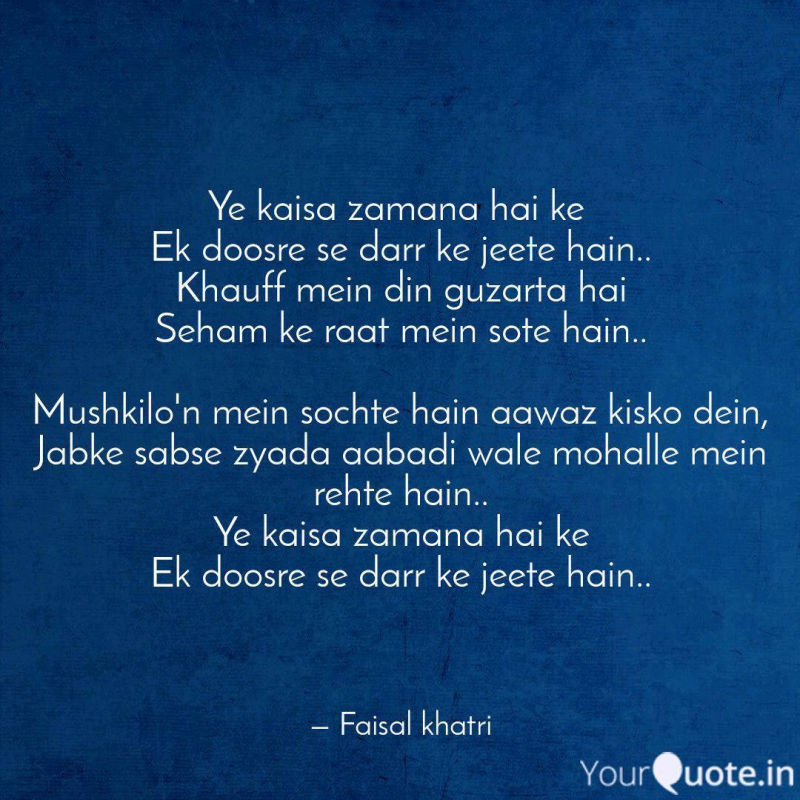 Ye kaisa zamana hai ke
Ek doosre se darr ke jeete hain..
Khauff mein din guzarta hai
Seham ke raat mein sote hain..
Mushkilo'n mein sochte hain aawaz kisko dein,
Jabke sabse zyada aabadi wale mohalle mein
rehte hain..
Ye kaisa zamana hai ke
Ek doosre se darr ke jeete hain..
– Faisal khatri
YourQuote.in